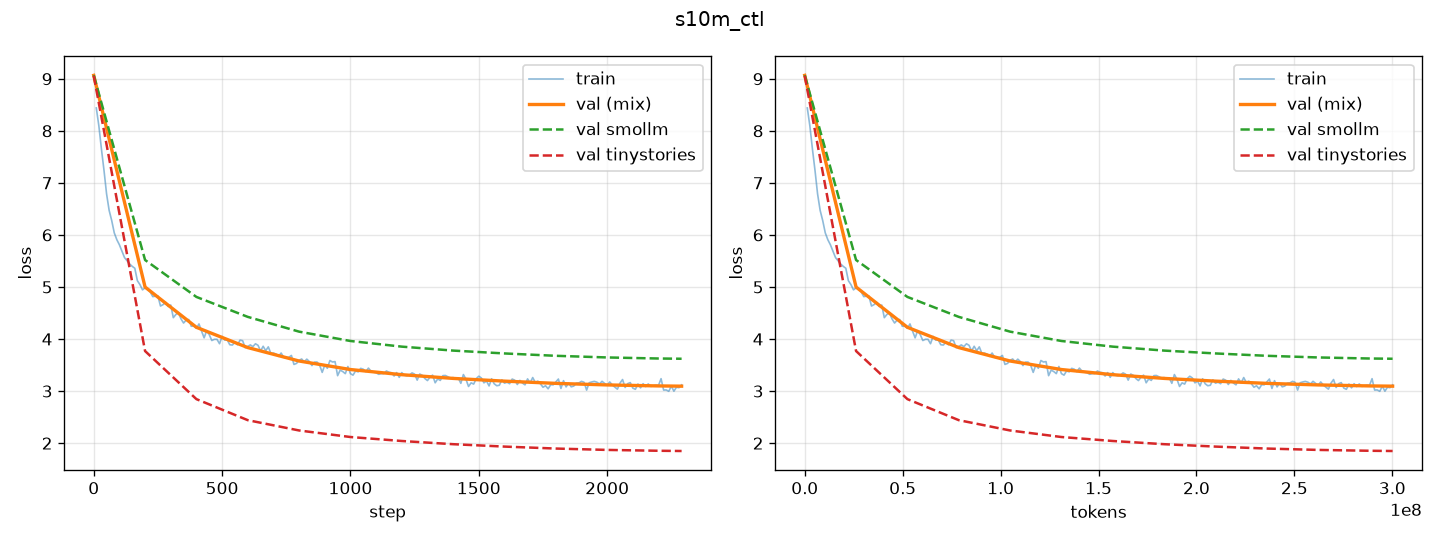 s10m_ctl
9
8
7
6
5
4
3
2
loss
0
500
1000
1500
2000
step
train
val (mix)
val smollm
val tinystories
9
8
7
6
5
4
3
2
loss
0.0
0.5
1.0
1.5
2.0
2.5
3.0
1e8
tokens
train
val (mix)
val smollm
val tinystories